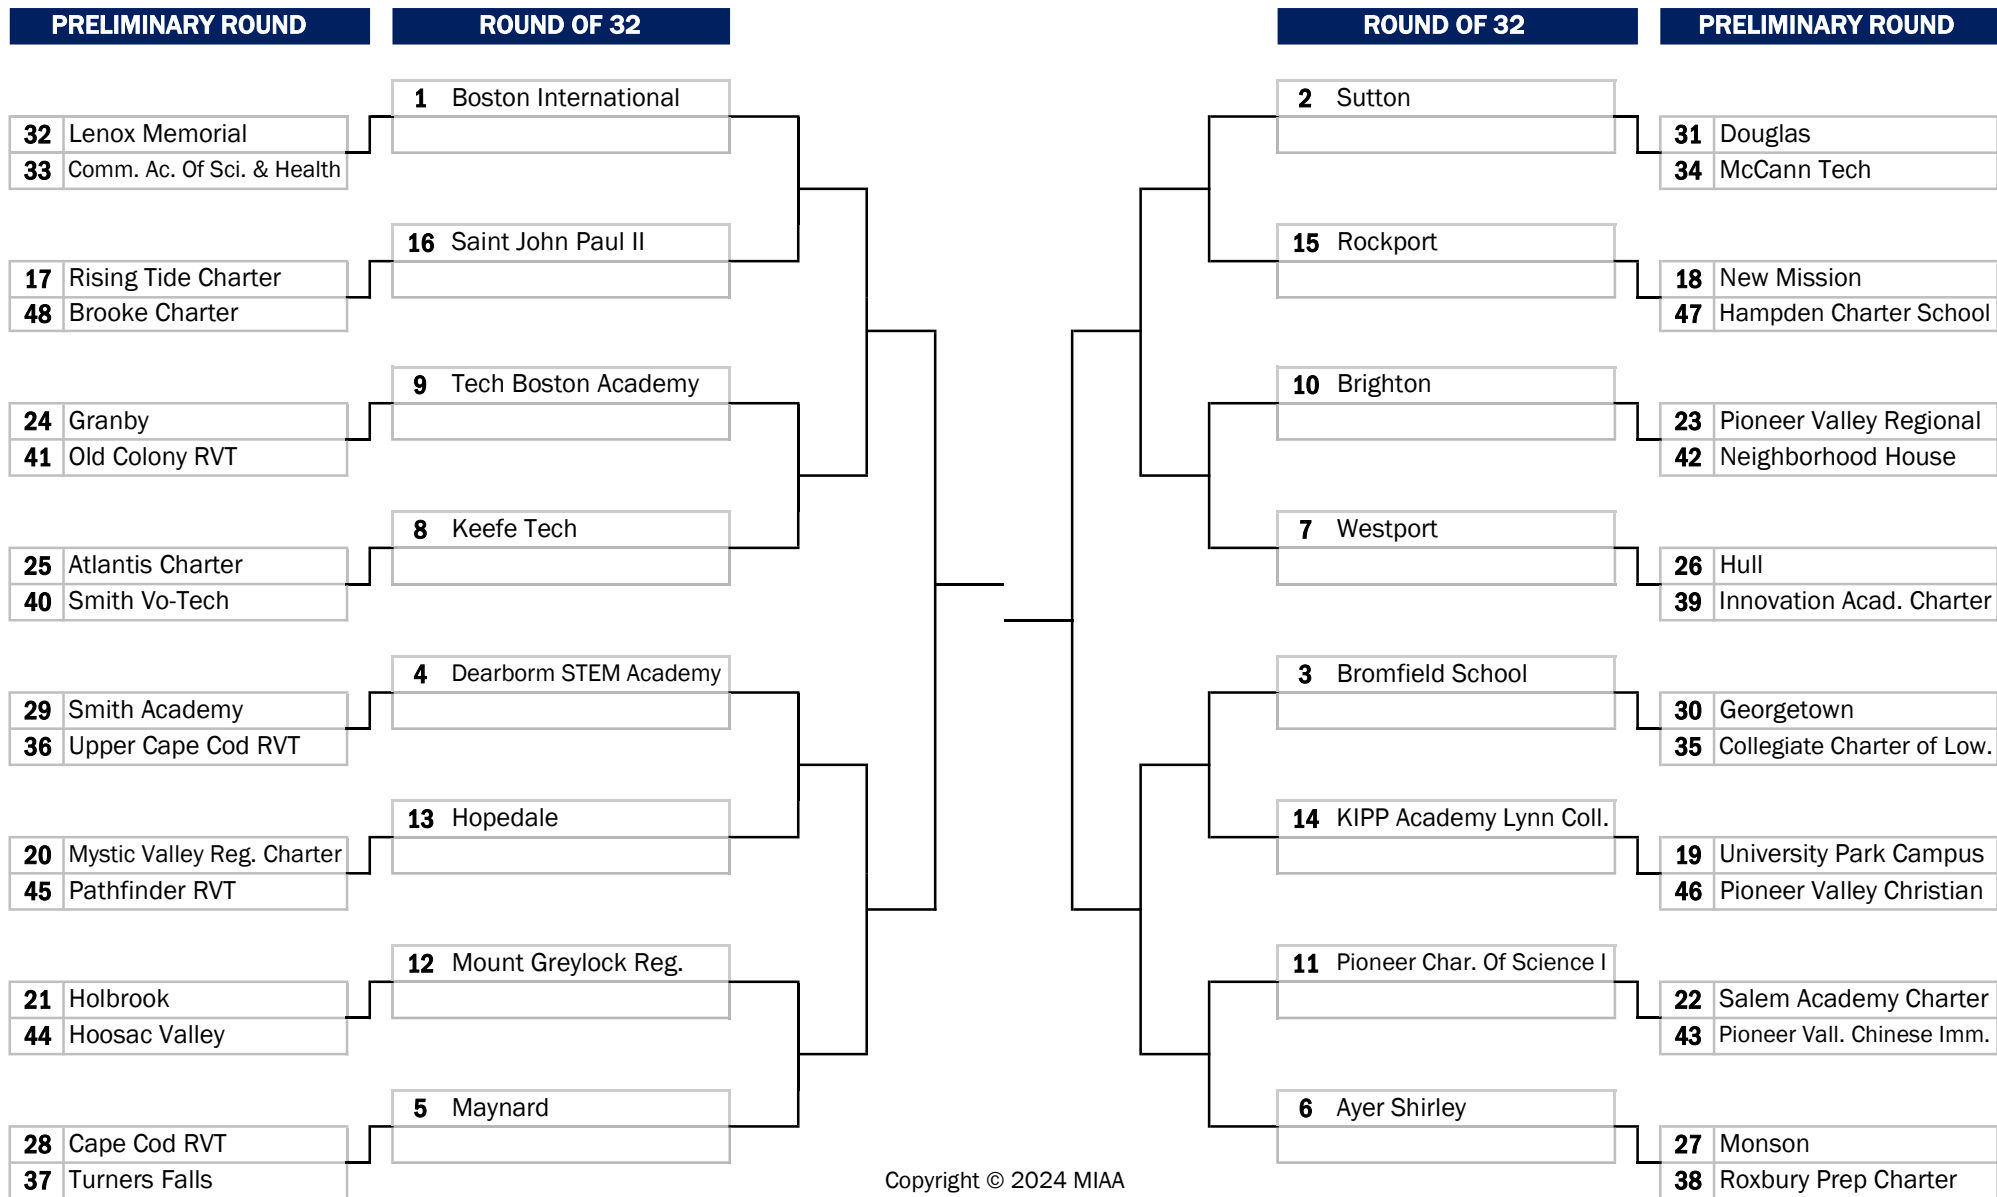 PRELIMINARY ROUND
ROUND OF 32
ROUND OF 32
PRELIMINARY ROUND
1 Boston International
32 Lenox Memorial
33 Comm. Ac. Of Sci. & Health
16 Saint John Paul II
17 Rising Tide Charter
48 Brooke Charter
9 Tech Boston Academy
24 Granby
41 Old Colony RVT
8 Keefe Tech
25 Atlantis Charter
40 Smith Vo-Tech
4 Dearborm STEM Academy
29 Smith Academy
36 Upper Cape Cod RVT
13 Hopedale
20 Mystic Valley Reg. Charter
45 Pathfinder RVT
12 Mount Greylock Reg.
21 Holbrook
44 Hoosac Valley
5 Maynard
28 Cape Cod RVT
37 Turners Falls
2 Sutton
31 Douglas
34 McCann Tech
15 Rockport
18 New Mission
47 Hampden Charter School
10 Brighton
23 Pioneer Valley Regional
42 Neighborhood House
7 Westport
26 Hull
39 Innovation Acad. Charter
3 Bromfield School
30 Georgetown
35 Collegiate Charter of Low.
14 KIPP Academy Lynn Coll.
19 University Park Campus
46 Pioneer Valley Christian
11 Pioneer Char. Of Science I
22 Salem Academy Charter
43 Pioneer Vall. Chinese Imm.
6 Ayer Shirley
27 Monson
38 Roxbury Prep Charter
Copyright © 2024 MIAA